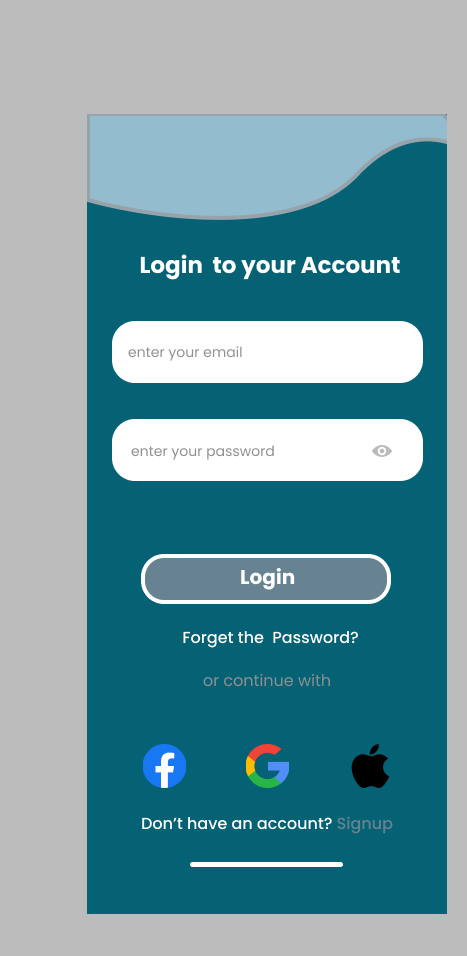 Login to your Account
enter your email
enter your password
Login
Forget the Password?
or continue with
Don’t have an account? Signup